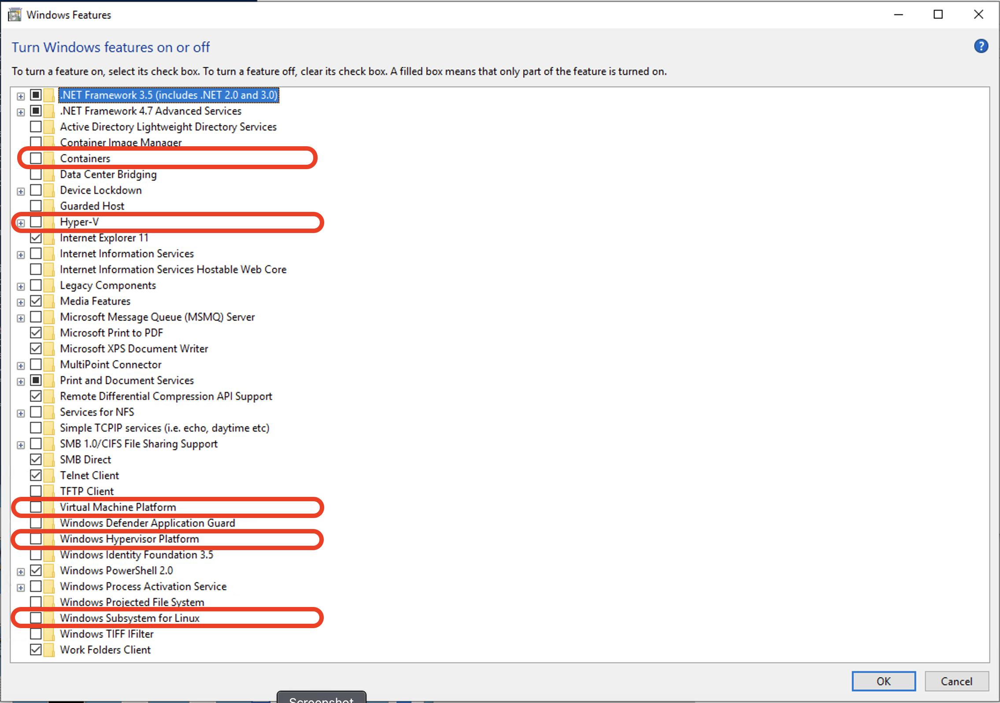 Windows Features
Turn Windows features on or off
?
To turn a feature on, select its check box. To turn a feature off, clear its check box. A filled box means that only part of the feature is turned on.
.NET Framework 3.5 (includes .NET 2.0 and 3.0)
.NET Framework 4.7 Advanced Services
Active Directory Lightweight Directory Services
Container Image Manager
Containers
Data Center Bridging
Device Lockdown
Guarded Host
Hyper-V
Internet Explorer 11
Internet Information Services
Internet Information Services Hostable Web Core
Legacy Components
Media Features
Microsoft Message Queue (MSMQ) Server
Microsoft Print to PDF
Microsoft XPS Document Writer
MultiPoint Connector
Print and Document Services
Remote Differential Compression API Support
Services for NFS
Simple TCPIP services (i.e. echo, daytime etc)
SMB 1.0/CIFS File Sharing Support
SMB Direct
Telnet Client
TFTP Client
Virtual Machine Platform
Windows Defender Application Guard
Windows Hypervisor Platform
Windows Identity Foundation 3.5
Windows PowerShell 2.0
Windows Process Activation Service
Windows Projected File System
Windows Subsystem for Linux
Windows TIFF IFilter
Work Folders Client
OK
Cancel
Screenshot